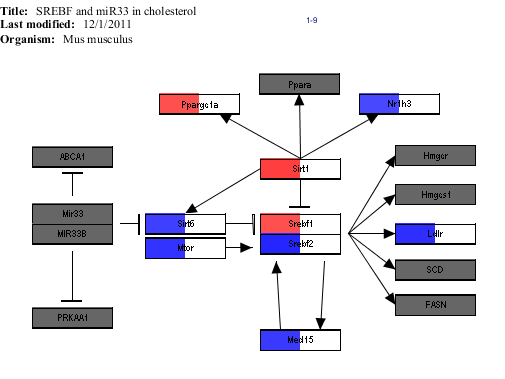 Title: SREBF and miR33 in cholesterol
Last modified: 12/1/2011
Organism: Mus musculus
1-9
Ppara
Ppargc1a
Nr1h3
ABCA1
Hmgcr
Sirt1
Hmgcs1
Mir33
Sirt6
Srebf1
MIR33B
Ldlr
Mtor
Srebf2
SCD
FASN
PRKAA1
Med15